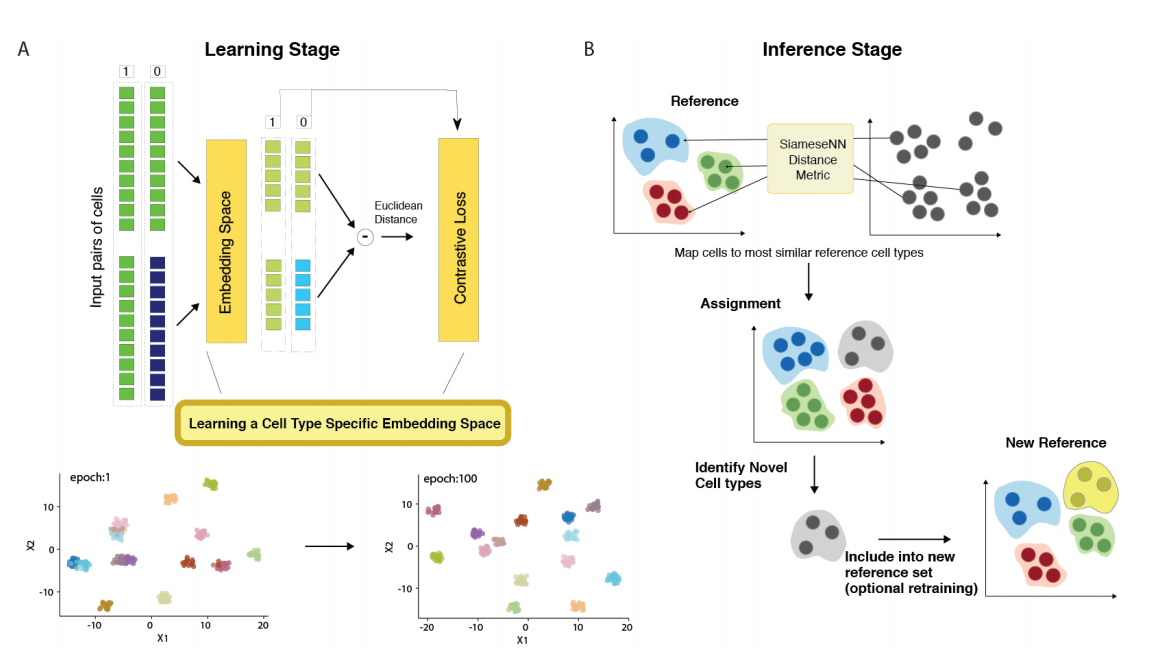 A
Learning Stage
1 0
1 0
Input pairs of cells
Embedding Space
-
Euclidean
Distance
Contrastive Loss
Learning a Cell Type Specific Embedding Space
epoch:1
10
0
-10
X2
-10 0 10 20
X1
epoch:100
10
0
-10
X2
-20 -10 0 10 20
X1
B
Inference Stage
Reference
SiameseNN
Distance
Metric
Map cells to most similar reference cell types
Assignment
Identify Novel
Cell types
Include into new
reference set
(optional retraining)
New Reference